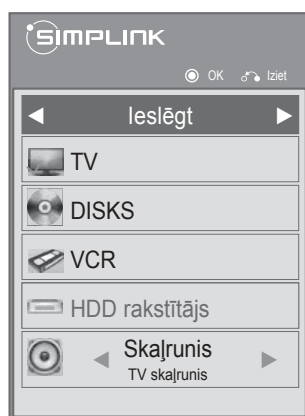 SIMPLINK
OK Iziet
Ieslēgt
TV
DISKS
VCR
HDD rakstītājs
Skaļrunis
TV skaļrunis